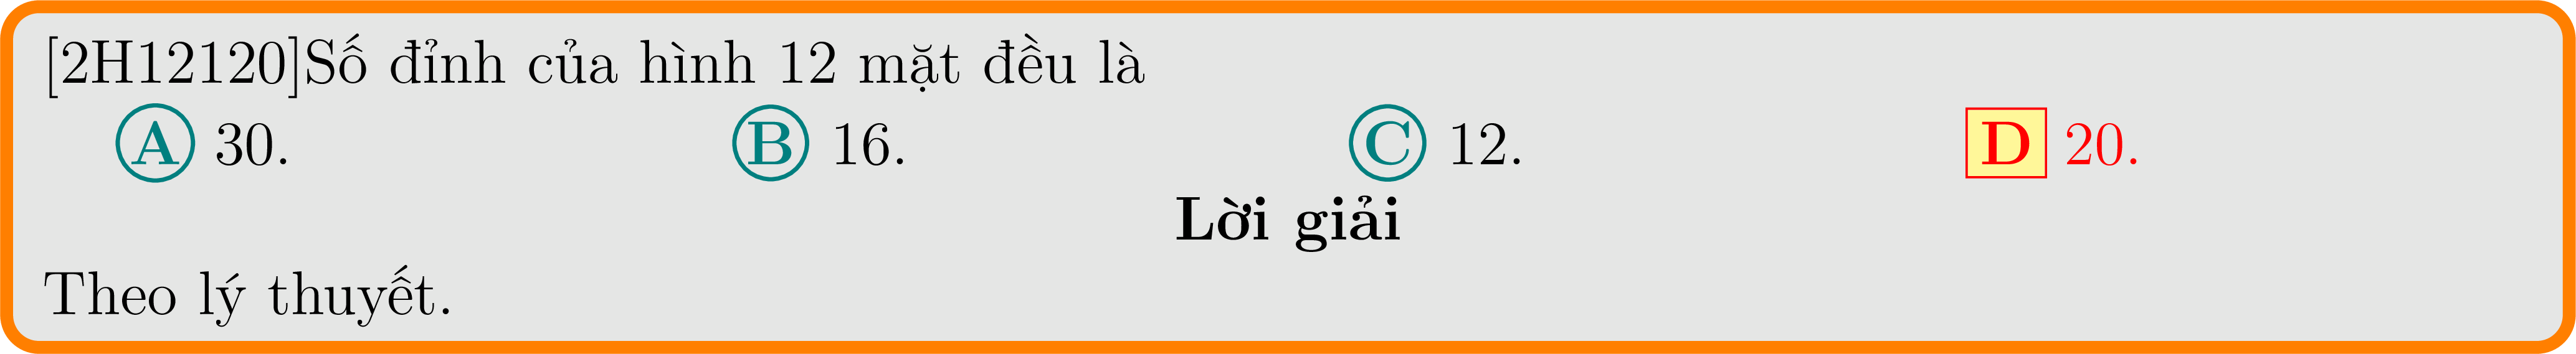 [2H12120]Số đỉnh của hình 12 mặt đều là
A 30. B 16. C 12. D 20.
Lời giải
Theo lý thuyết.